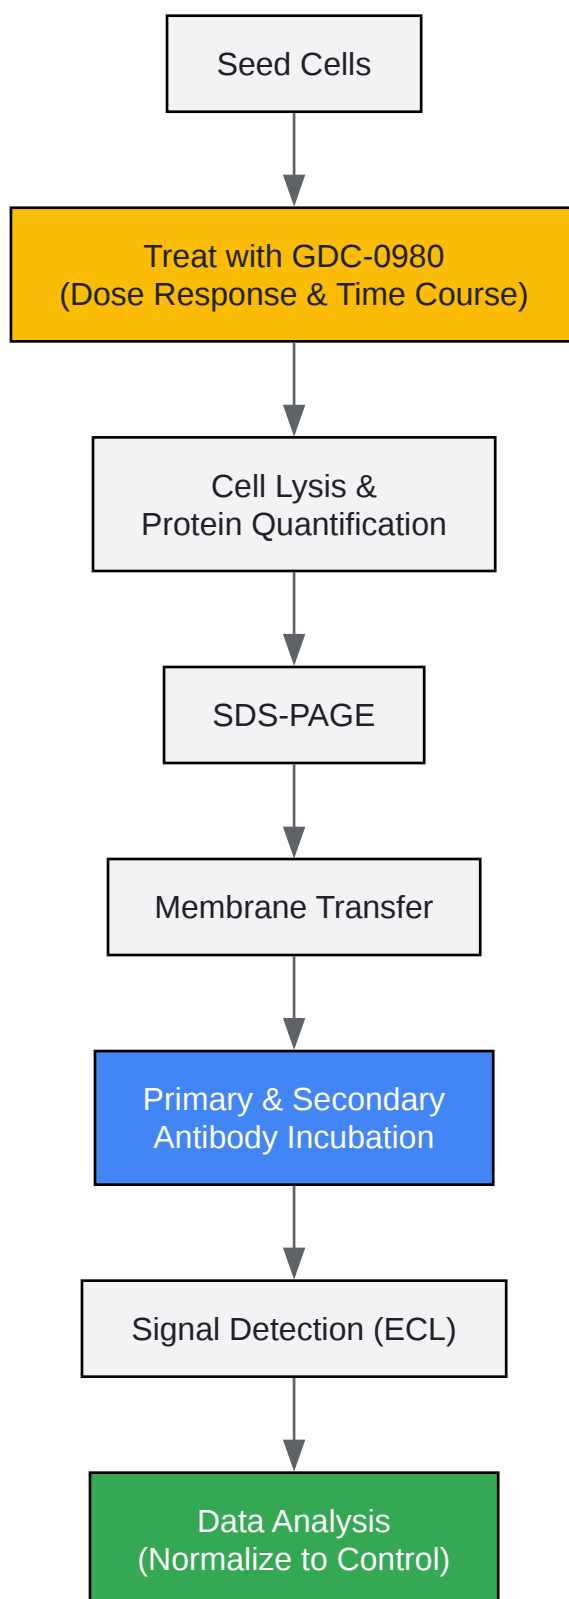 Seed Cells
Treat with GDC-0980
(Dose Response & Time Course)
Cell Lysis &
Protein Quantification
SDS-PAGE
Membrane Transfer
Primary & Secondary
Antibody Incubation
Signal Detection (ECL)
Data Analysis
(Normalize to Control)